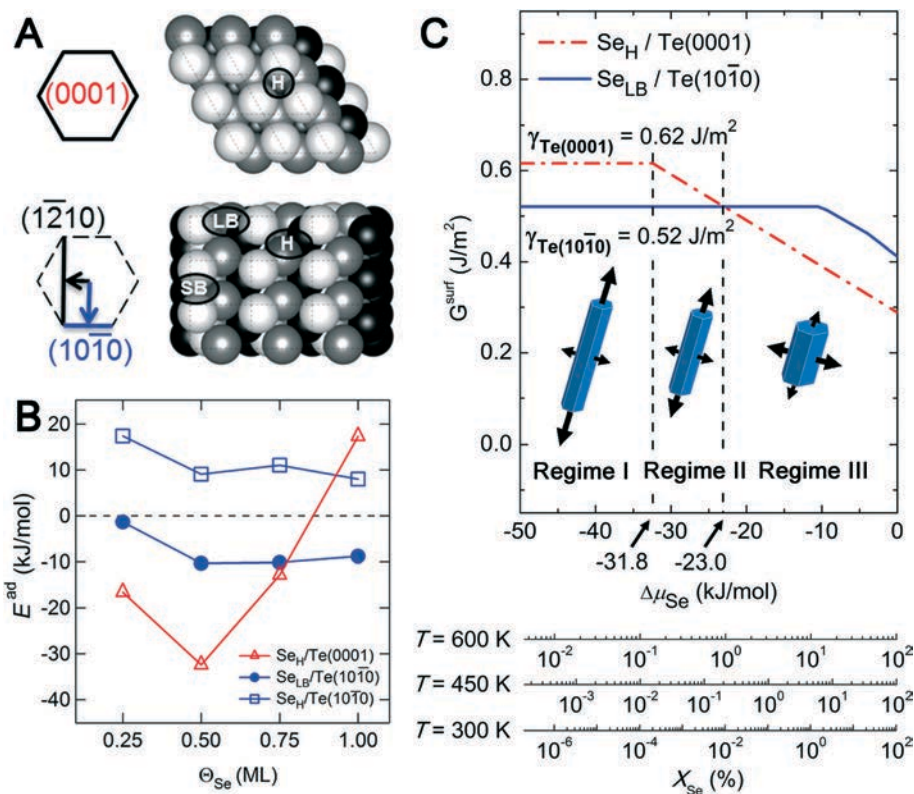 A
(0001)
H
(12̅10)
(101̅0)
LB
H
SB
B
20
10
0
-10
-20
-30
-40
E^ad (kJ/mol)
Se_H/Te(0001)
Se_LB/Te(101̅0)
Se_H/Te(101̅0)
0.25 0.50 0.75 1.00
Θ_Se (ML)
C
Se_H / Te(0001)
Se_LB / Te(101̅0)
γ_Te(0001) = 0.62 J/m²
γ_Te(101̅0) = 0.52 J/m²
0.8
0.6
0.4
0.2
0.0
G^surf (J/m²)
Regime I Regime II Regime III
-50 -40 -30 -20 -10 0
-31.8 -23.0
Δμ_Se (kJ/mol)
T = 600 K
10⁻² 10⁻¹ 10⁰ 10¹ 10²
T = 450 K
10⁻³ 10⁻² 10⁻¹ 10⁰ 10¹ 10²
T = 300 K
10⁻⁶ 10⁻⁴ 10⁻² 10⁰ 10²
X_Se (%)